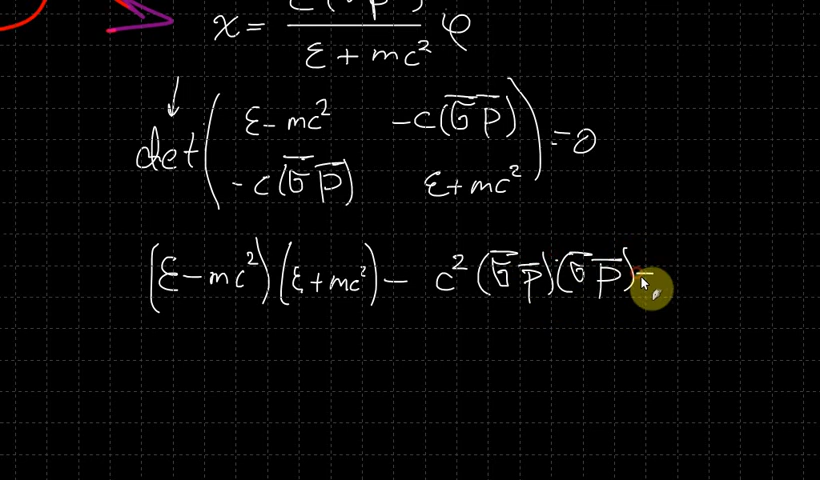 χ = c(σ̄ p̄) / ε + mc² φ
det( ε - mc² -c(σ̄ p̄) ) = 0
-c(σ̄ p̄) ε + mc²
(ε - mc²)(ε + mc²) - c² (σ̄ p̄)(σ̄ p̄) =